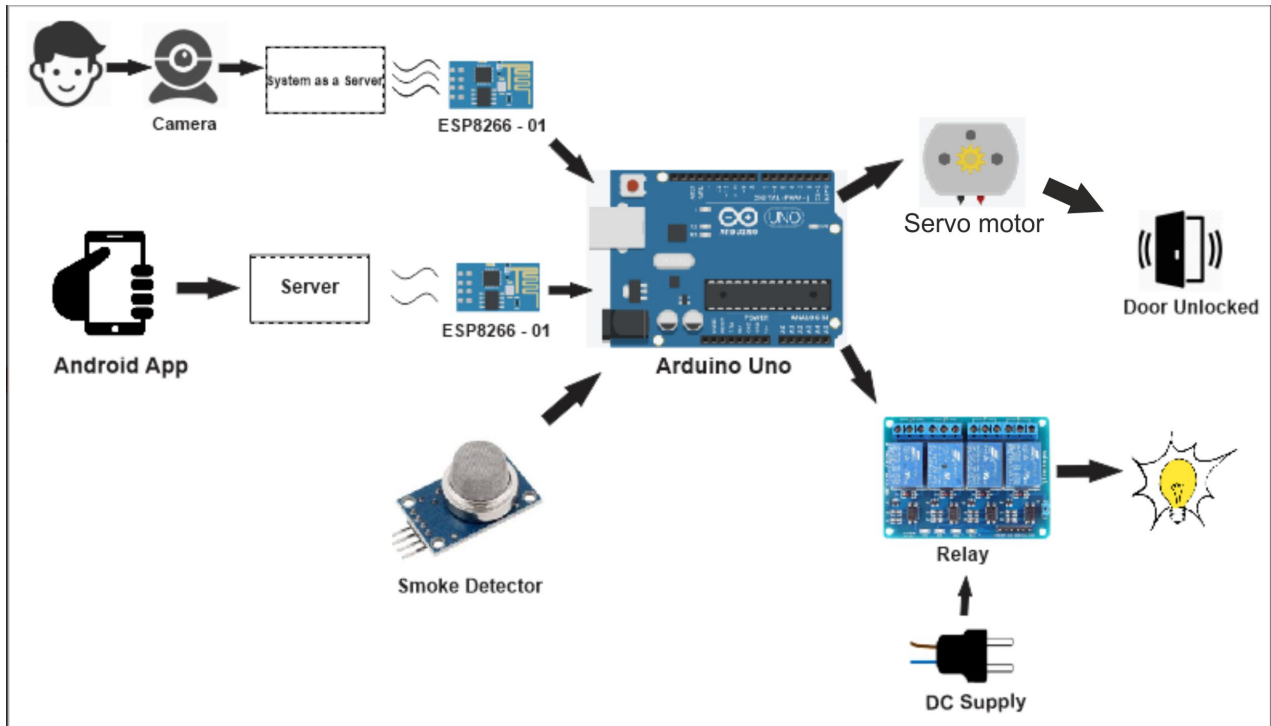 Camera
System as a Server
ESP8266 - 01
Android App
Server
ESP8266 - 01
UNO
Arduino Uno
Smoke Detector
Servo motor
Door Unlocked
Relay
DC Supply